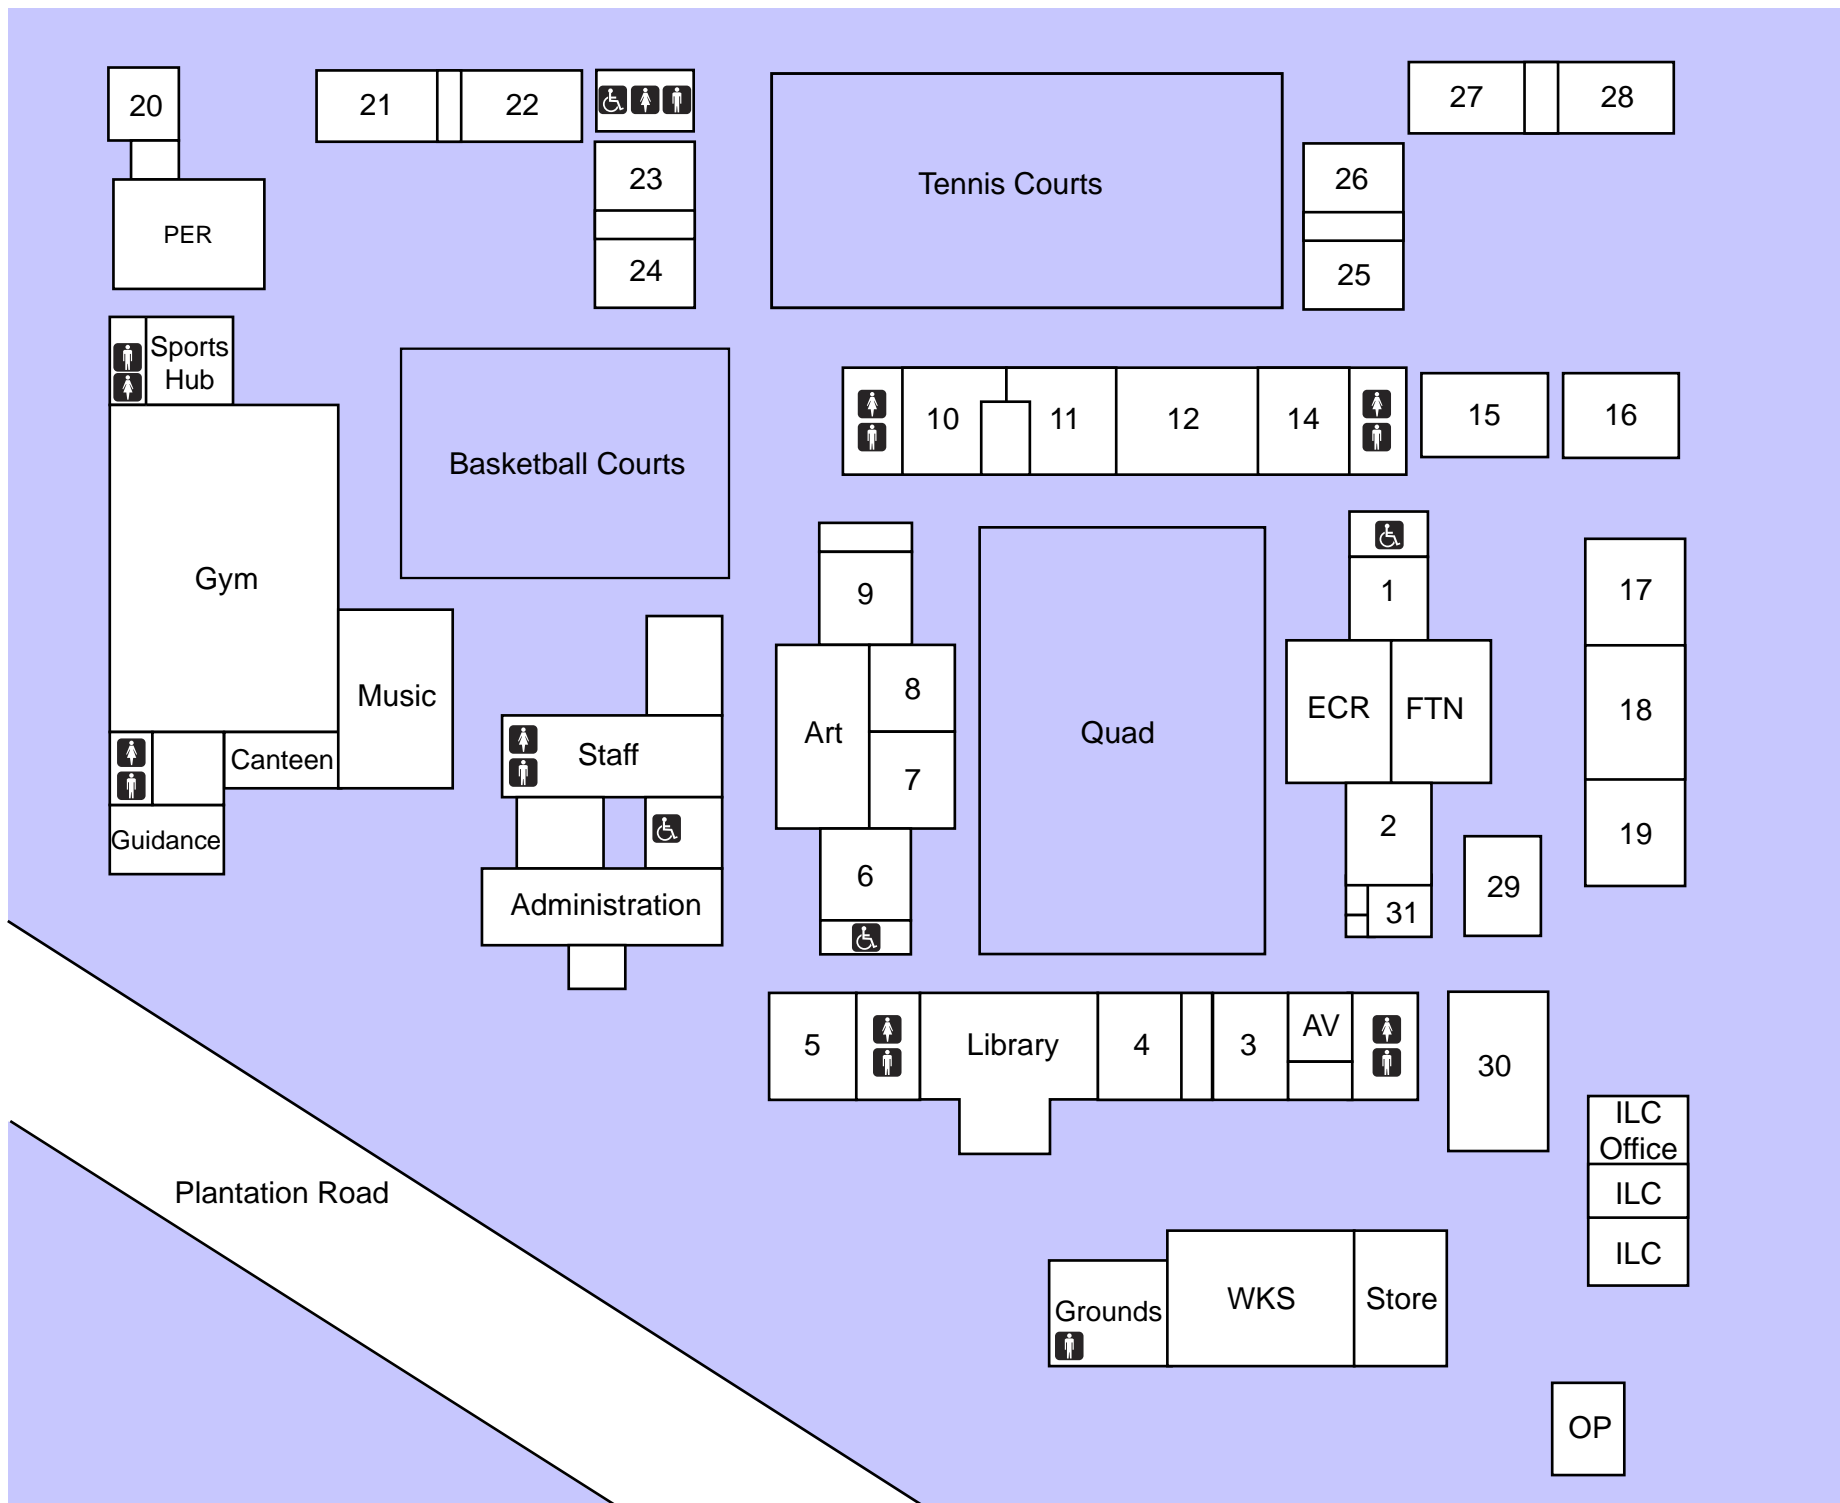 20
21
22
27
28
23
26
Tennis Courts
PER
24
25
Sports
Hub
10
11
12
14
15
16
Basketball Courts
Gym
9
1
17
Music
8
ECR
FTN
18
Art
Quad
Staff
Canteen
7
2
19
Guidance
6
29
Administration
31
5
Library
4
3
AV
30
ILC
Office
ILC
ILC
Plantation Road
Grounds
WKS
Store
OP